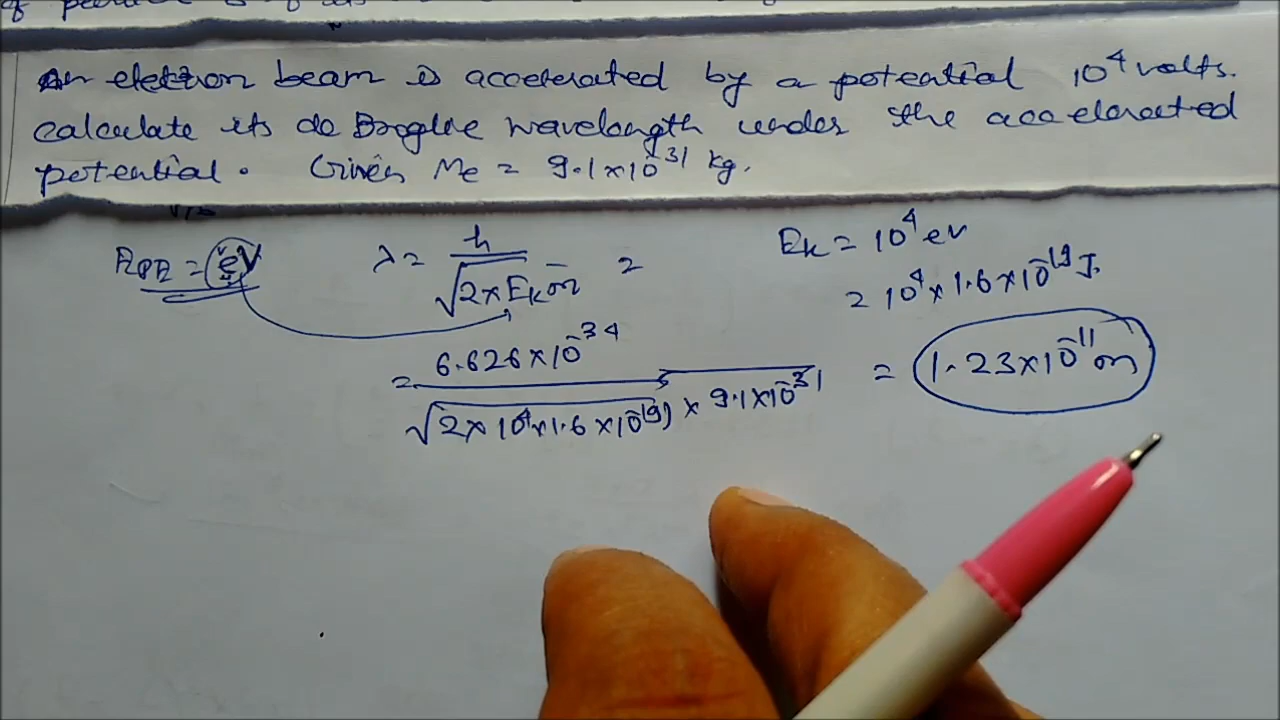 An electron beam is accelerated by a potential 10⁴ volts.
calculate its de Broglie wavelength under the accelerated
potential. Given Me = 9.1×10⁻³¹ kg.
= eV
λ = h / √2×Ek m =
Ek = 10⁴ ev
= 10⁴ × 1.6×10⁻¹⁹ J.
= 6.626×10⁻³⁴ / √2×10⁴×1.6×10⁻¹⁹) × 9.1×10⁻³¹ = 1.23×10⁻¹¹ m